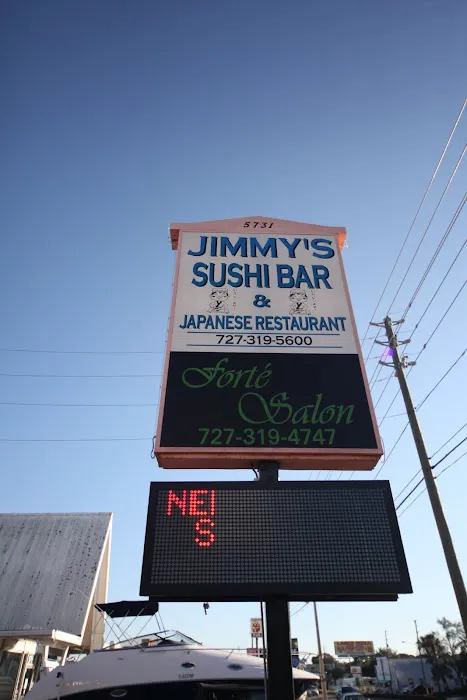 5731
JIMMY'S
SUSHI BAR
&
JAPANESE RESTAURANT
727-319-5600
Forté
Salon
727-319-4747
NEI
S